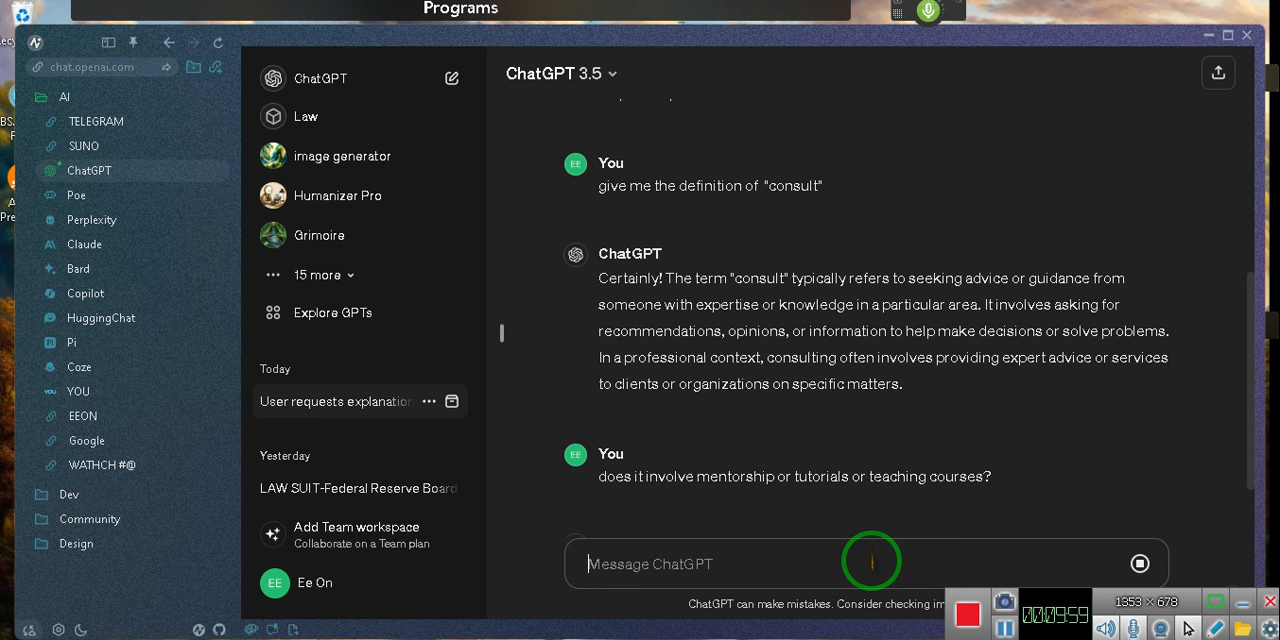 Programs
chat.openai.com
AI
TELEGRAM
SUNO
ChatGPT
Poe
Perplexity
Claude
Bard
Copilot
HuggingChat
Pi
Coze
YOU
EEON
Google
WATHCH #@
Dev
Community
Design
ChatGPT
Law
image generator
Humanizer Pro
Grimoire
15 more
Explore GPTs
Today
User requests explanation
Yesterday
LAW SUIT-Federal Reserve Board
Add Team workspace
Collaborate on a Team plan
EE
Ee On
ChatGPT 3.5
EE
You
give me the definition of "consult"
ChatGPT
Certainly! The term "consult" typically refers to seeking advice or guidance from
someone with expertise or knowledge in a particular area. It involves asking for
recommendations, opinions, or information to help make decisions or solve problems.
In a professional context, consulting often involves providing expert advice or services
to clients or organizations on specific matters.
EE
You
does it involve mentorship or tutorials or teaching courses?
Message ChatGPT
ChatGPT can make mistakes. Consider checking
1353 × 678
00:09:59